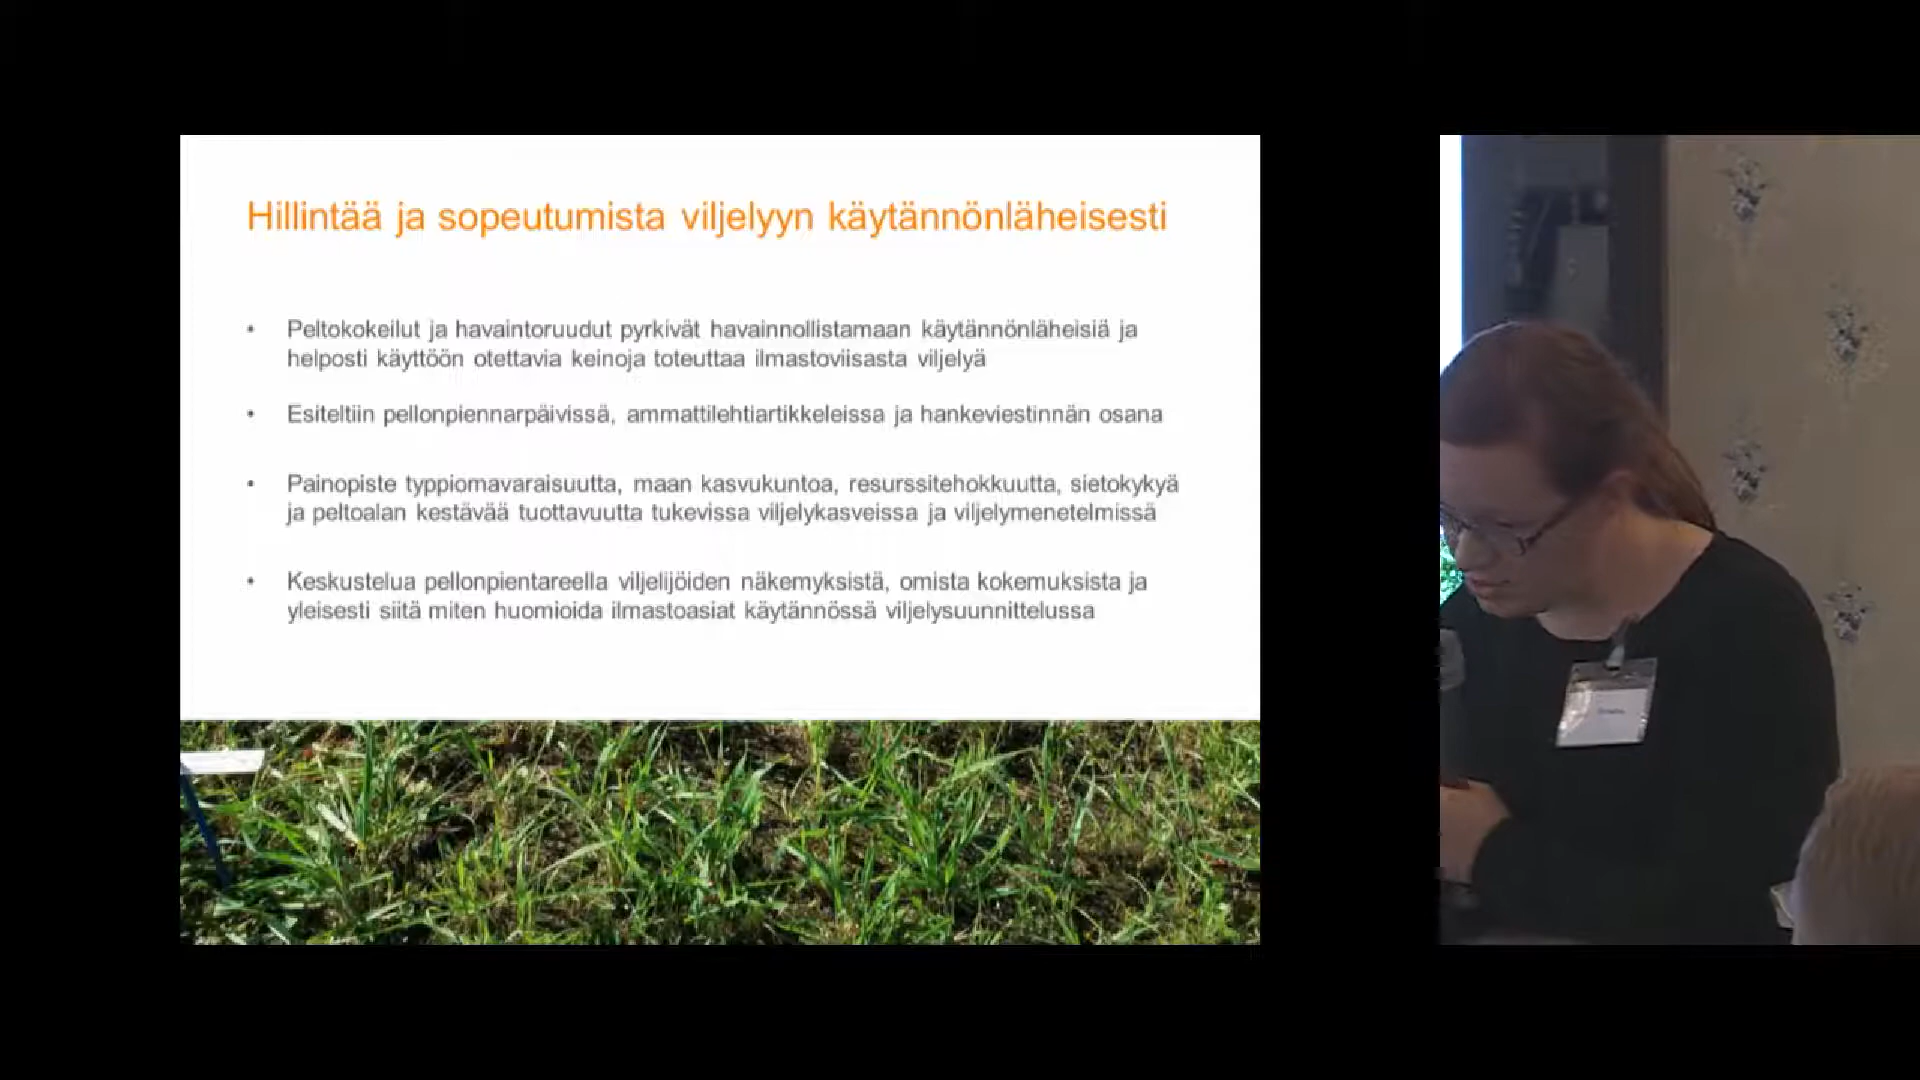 Hillintää ja sopeutumista viljelyyn käytännönläheisesti
• Peltokokeilut ja havaintoruudut pyrkivät havainnollistamaan käytännönläheisiä ja
helposti käyttöön otettavia keinoja toteuttaa ilmastoviisasta viljelyä
• Esiteltiin pellonpiennarpäivissä, ammattilehtiartikkeleissa ja hankeviestinnän osana
• Painopiste typpiomavaraisuutta, maan kasvukuntoa, resurssitehokkuutta, sietokykyä
ja peltoalan kestävää tuottavuutta tukevissa viljelykasveissa ja viljelymenetelmissä
• Keskustelua pellonpientareella viljelijöiden näkemyksistä, omista kokemuksista ja
yleisesti siitä miten huomioida ilmastoasiat käytännössä viljelysuunnittelussa